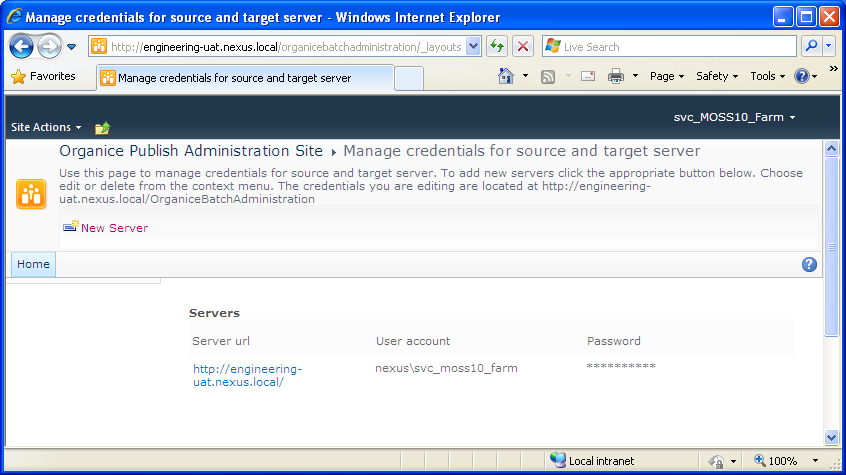 Manage credentials for source and target server - Windows Internet Explorer
http://engineering-uat.nexus.local/organicebatchadministration/_layouts
Live Search
Favorites
Manage credentials for source and target server
Page
Safety
Tools
»
svc_MOSS10_Farm
Site Actions
Organice Publish Administration Site
Manage credentials for source and target server
Use this page to manage credentials for source and target server. To add new servers click the appropriate button below. Choose
edit or delete from the context menu. The credentials you are editing are located at http://engineering-
uat.nexus.local/OrganiceBatchAdministration
New Server
Home
Servers
Server url
User account
Password
http://engineering-
uat.nexus.local/
nexus\svc_moss10_farm
**********
Local intranet
100%